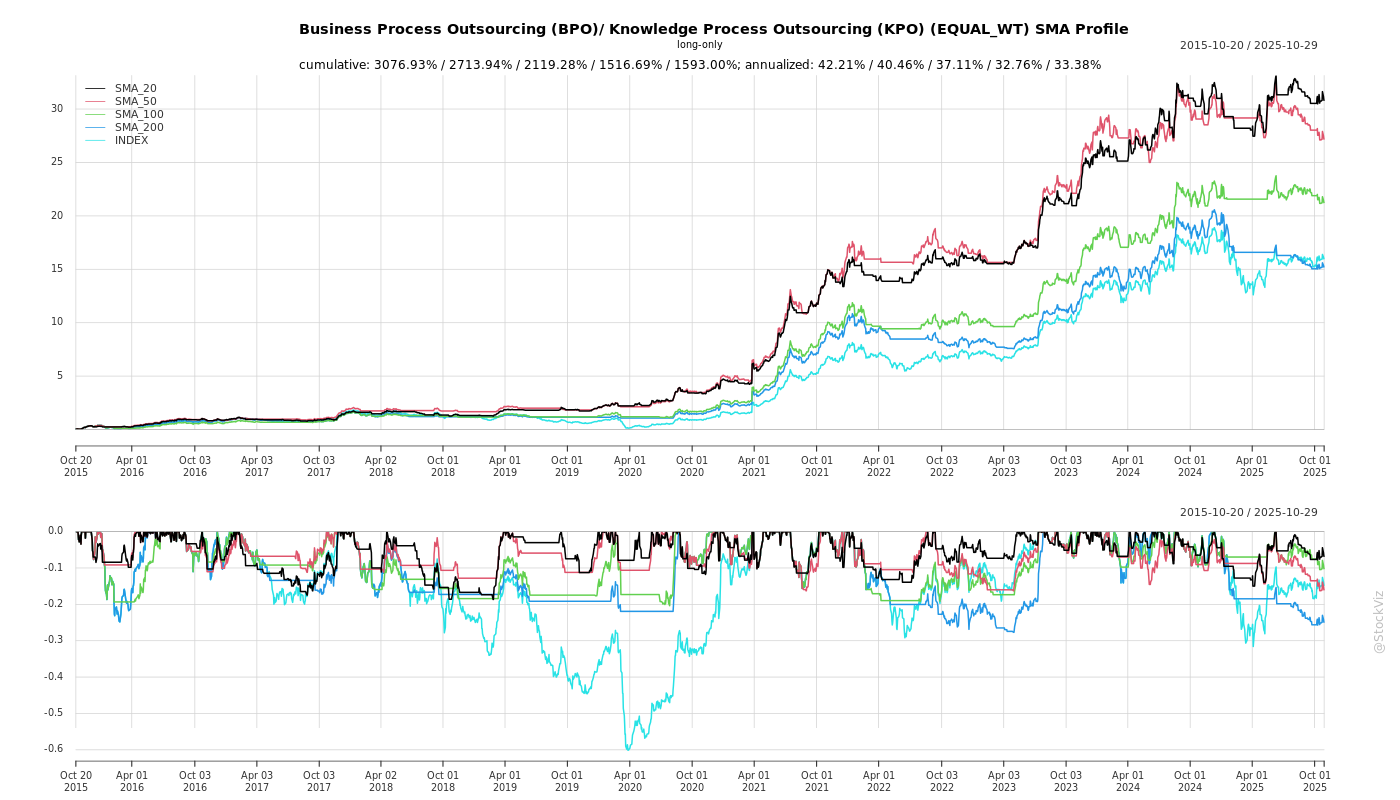 Business Process Outsourcing (BPO)/ Knowledge Process Outsourcing (KPO) (EQUAL_WT) SMA Profile
long-only
2015-10-20 / 2025-10-29
cumulative: 3076.93% / 2713.94% / 2119.28% / 1516.69% / 1593.00%; annualized: 42.21% / 40.46% / 37.11% / 32.76% / 33.38%
SMA_20
SMA_50
SMA_100
SMA_200
INDEX
30
25
20
15
10
5
Oct 20 Apr 01 Oct 03 Apr 03 Oct 03 Apr 02 Oct 01 Apr 01 Oct 01 Apr 01 Oct 01 Apr 01 Oct 01 Apr 01 Oct 03 Apr 03 Oct 03 Apr 01 Oct 01 Apr 01 Oct 01
2015 2016 2016 2017 2017 2018 2018 2019 2019 2020 2020 2021 2021 2022 2022 2023 2023 2024 2024 2025 2025
2015-10-20 / 2025-10-29
0.0
-0.1
-0.2
-0.3
-0.4
-0.5
-0.6
Oct 20 Apr 01 Oct 03 Apr 03 Oct 03 Apr 02 Oct 01 Apr 01 Oct 01 Apr 01 Oct 01 Apr 01 Oct 01 Apr 01 Oct 03 Apr 03 Oct 03 Apr 01 Oct 01 Apr 01 Oct 01
2015 2016 2016 2017 2017 2018 2018 2019 2019 2020 2020 2021 2021 2022 2022 2023 2023 2024 2024 2025 2025
@StockViz